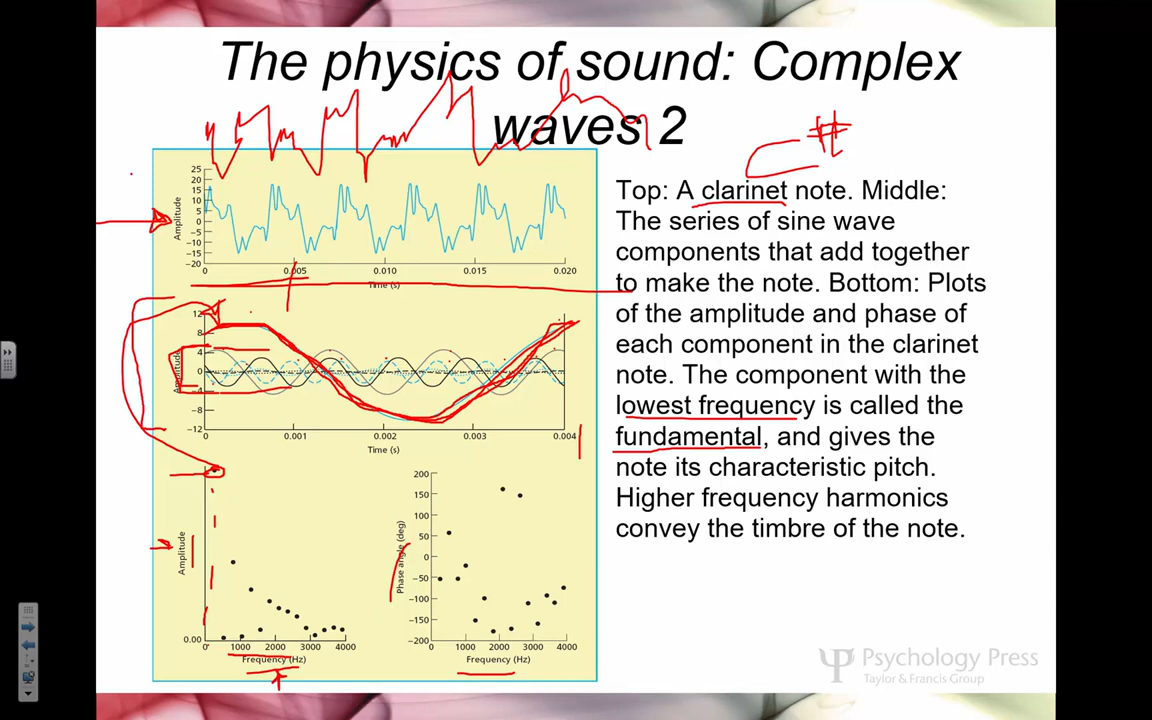 The physics of sound: Complex
waves 2
C#
Top: A clarinet note. Middle:
The series of sine wave
components that add together
to make the note. Bottom: Plots
of the amplitude and phase of
each component in the clarinet
note. The component with the
lowest frequency is called the
fundamental, and gives the
note its characteristic pitch.
Higher frequency harmonics
convey the timbre of the note.
Amplitude
25
20
15
10
5
0
−5
−10
−15
−20
0 0.005 0.010 0.015 0.020
Time (s)
Amplitude
12
8
4
0
−4
−8
−12
0 0.001 0.002 0.003 0.004
Time (s)
Amplitude
0.00
0 1000 2000 3000 4000
Frequency (Hz)
Phase angle (deg)
200
150
100
50
0
−50
−100
−150
−200
0 1000 2000 3000 4000
Frequency (Hz)
Psychology Press
Taylor & Francis Group